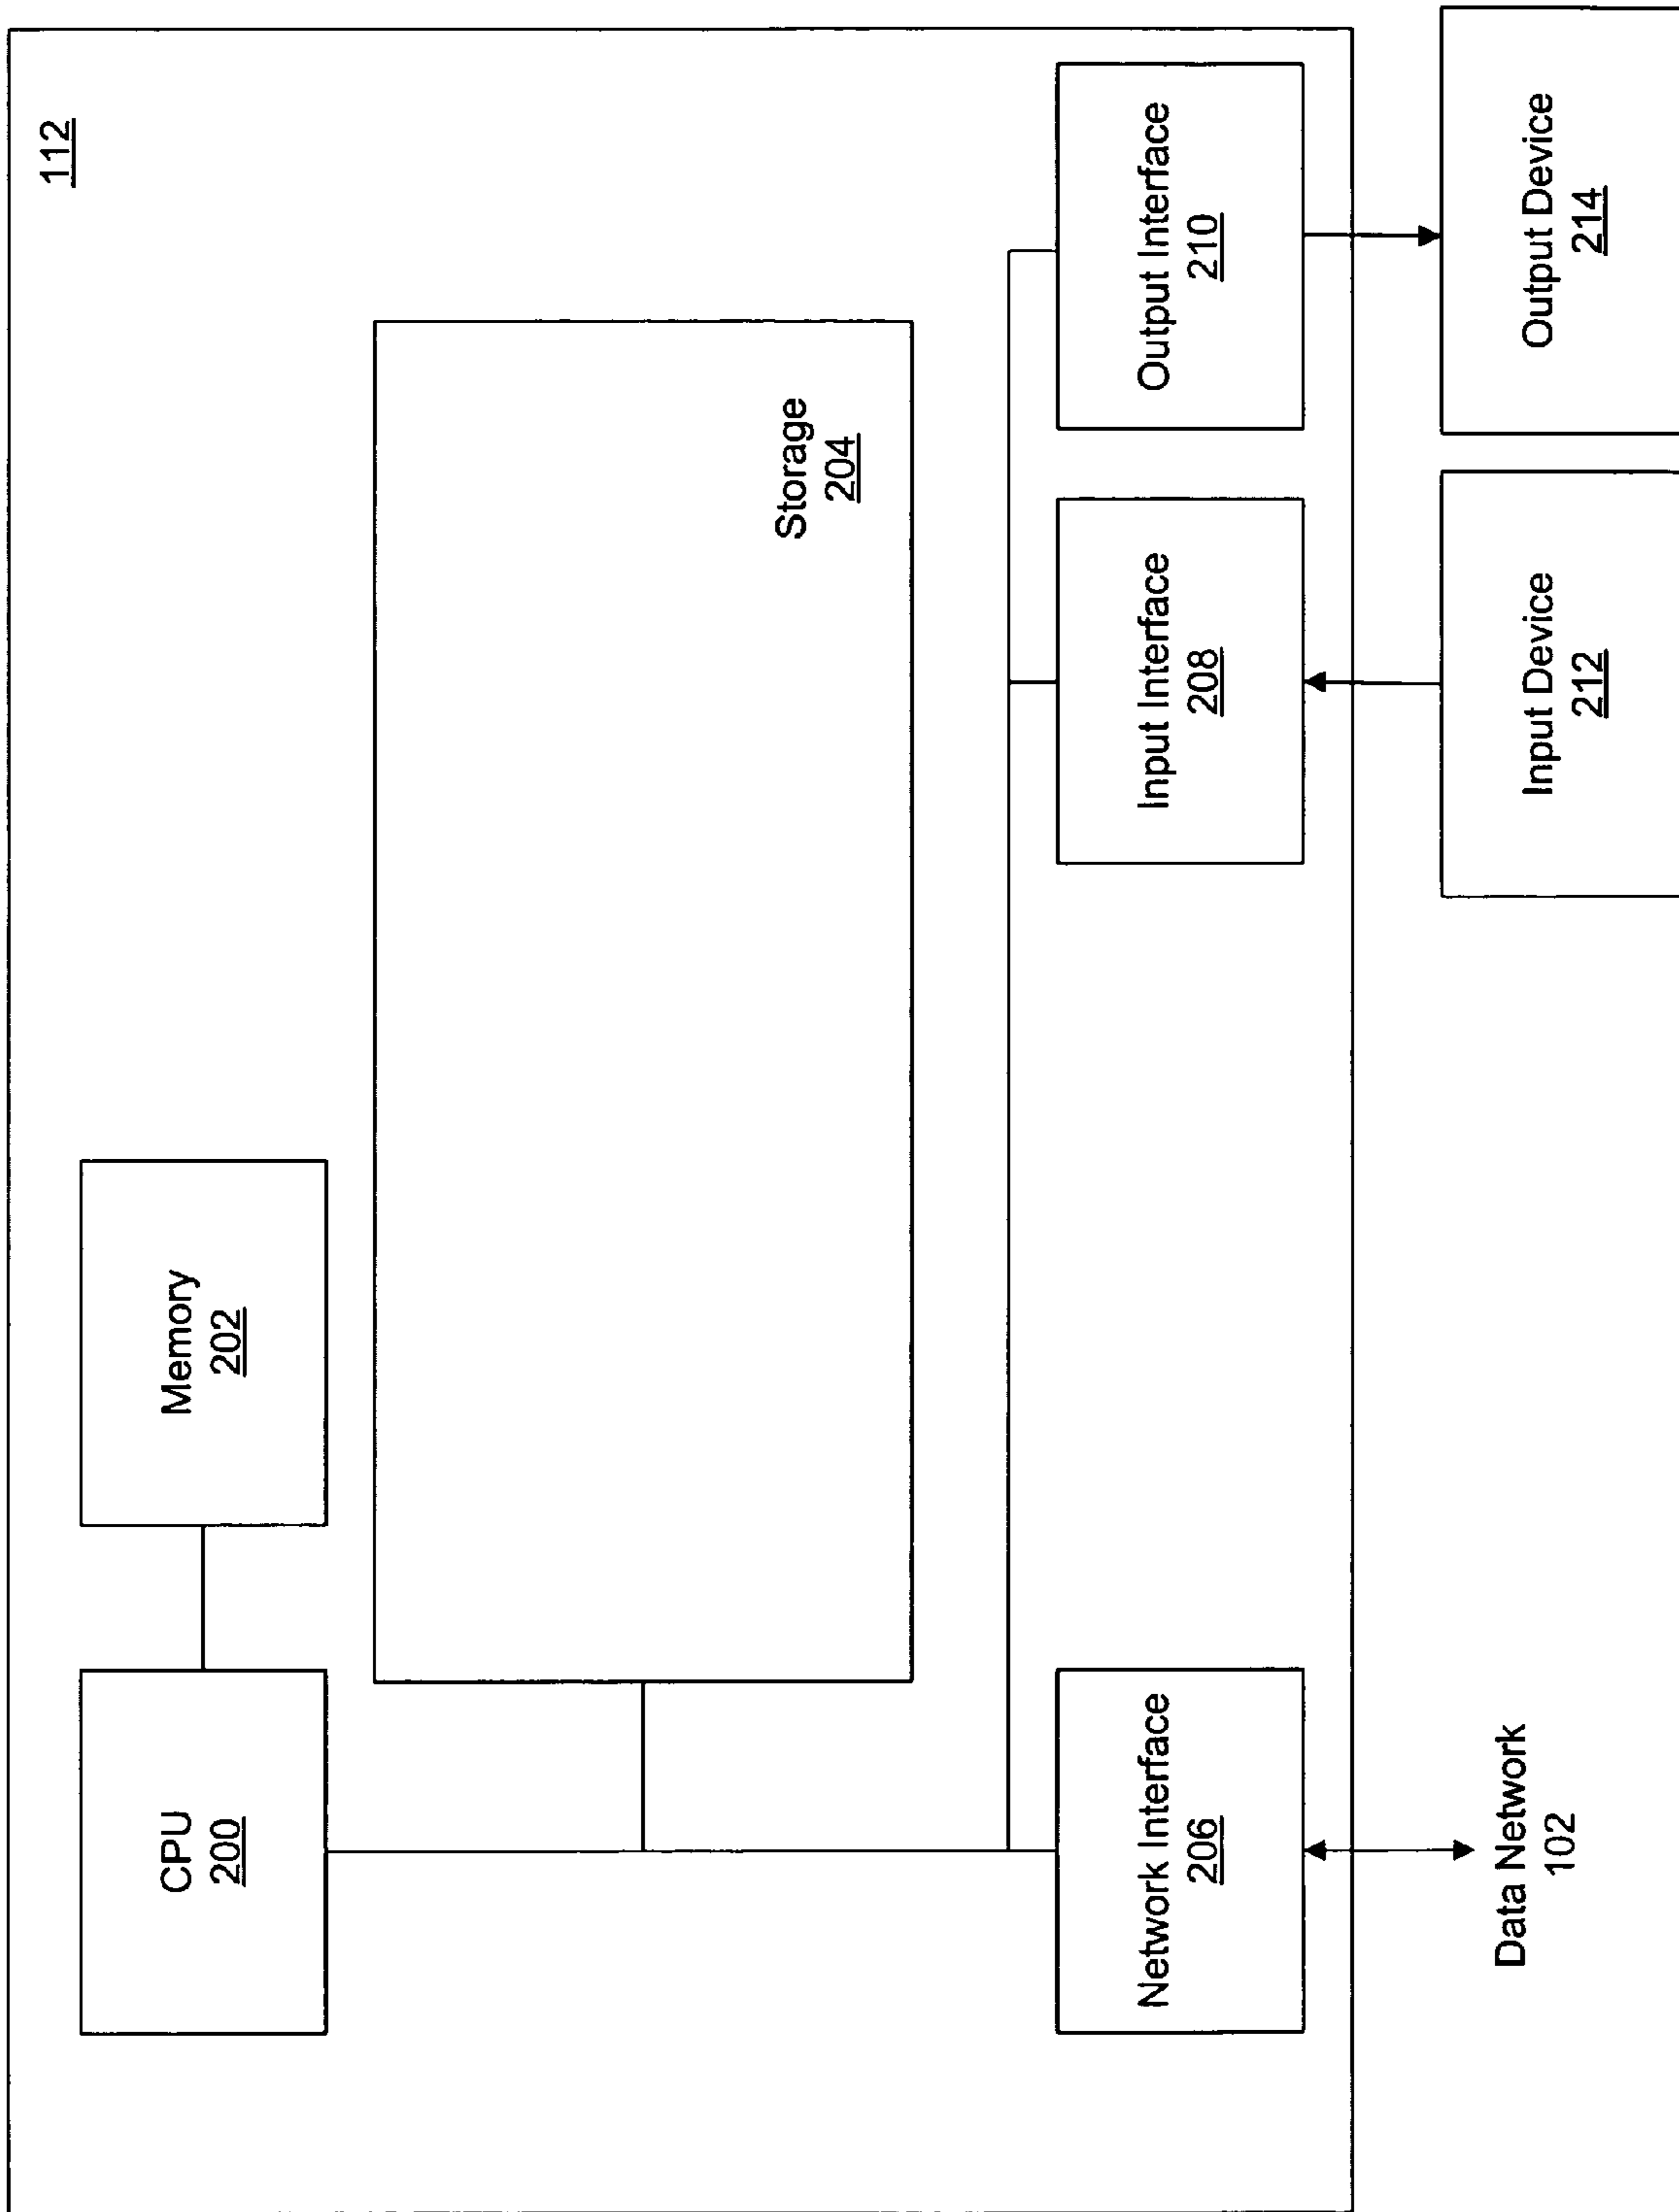 112
CPU
200
Memory
202
Storage
204
Network Interface
206
Input Interface
208
Output Interface
210
Data Network
102
Input Device
212
Output Device
214